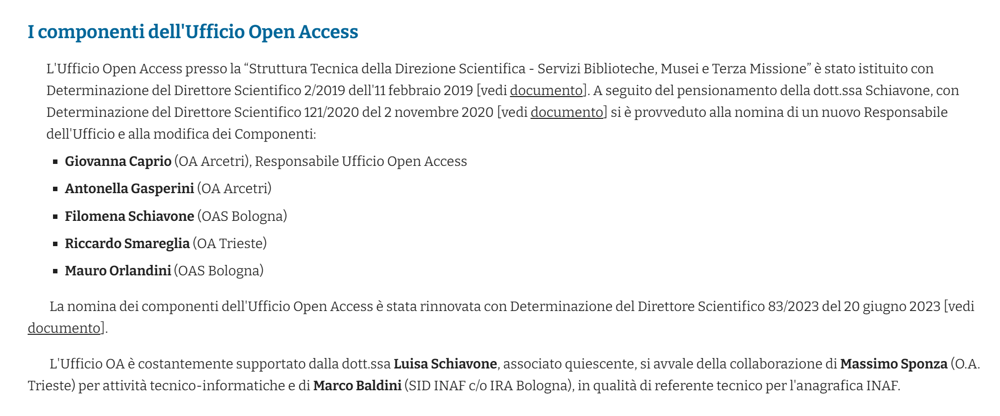 I componenti dell'Ufficio Open Access
L'Ufficio Open Access presso la “Struttura Tecnica della Direzione Scientifica - Servizi Biblioteche, Musei e Terza Missione” è stato istituito con
Determinazione del Direttore Scientifico 2/2019 dell'11 febbraio 2019 [vedi documento]. A seguito del pensionamento della dott.ssa Schiavone, con
Determinazione del Direttore Scientifico 121/2020 del 2 novembre 2020 [vedi documento] si è provveduto alla nomina di un nuovo Responsabile
dell'Ufficio e alla modifica dei Componenti:
▪ Giovanna Caprio (OA Arcetri), Responsabile Ufficio Open Access
▪ Antonella Gasperini (OA Arcetri)
▪ Filomena Schiavone (OAS Bologna)
▪ Riccardo Smareglia (OA Trieste)
▪ Mauro Orlandini (OAS Bologna)
La nomina dei componenti dell'Ufficio Open Access è stata rinnovata con Determinazione del Direttore Scientifico 83/2023 del 20 giugno 2023 [vedi
documento].
L'Ufficio OA è costantemente supportato dalla dott.ssa Luisa Schiavone, associato quiescente, si avvale della collaborazione di Massimo Sponza (O.A.
Trieste) per attività tecnico-informatiche e di Marco Baldini (SID INAF c/o IRA Bologna), in qualità di referente tecnico per l'anagrafica INAF.